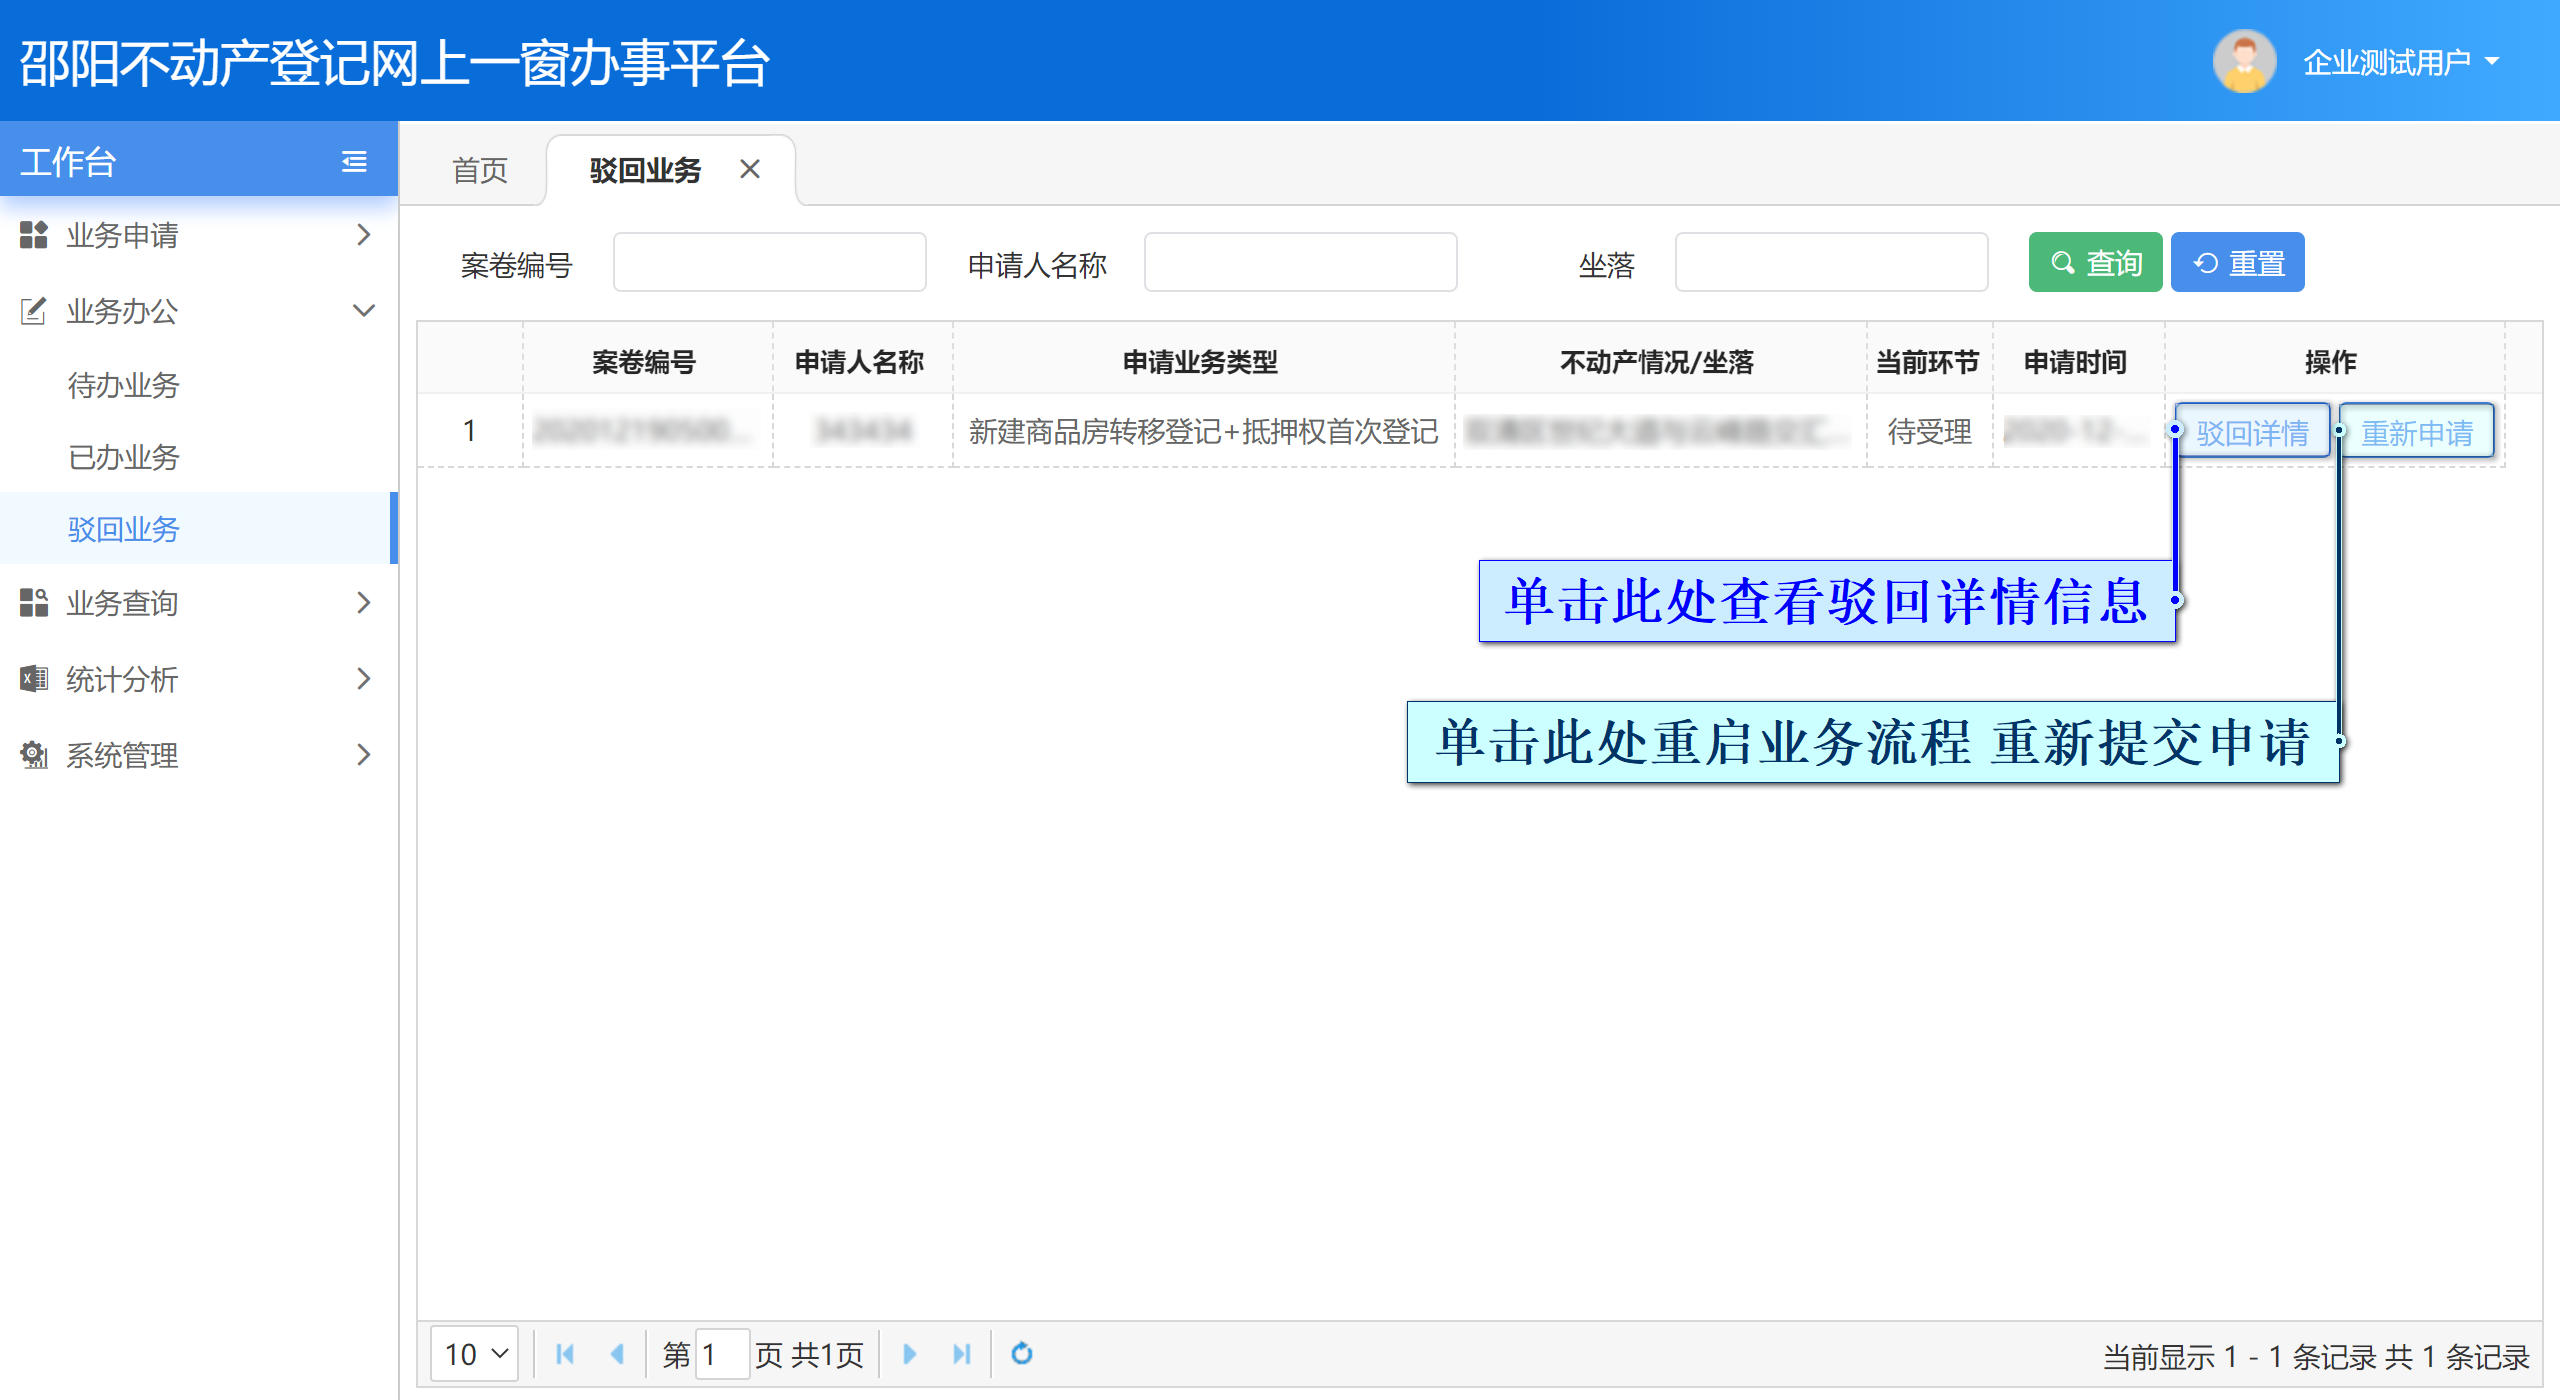 邵阳不动产登记网上一窗办事平台
企业测试用户
工作台
首页
驳回业务
业务申请
业务办公
待办业务
已办业务
驳回业务
业务查询
统计分析
系统管理
案卷编号
申请人名称
坐落
查询
重置
案卷编号 申请人名称 申请业务类型 不动产情况/坐落 当前环节 申请时间 操作
1 新建商品房转移登记+抵押权首次登记 待受理 驳回详情 重新申请
单击此处查看驳回详情信息
单击此处重启业务流程 重新提交申请
10 第 1 页 共1页
当前显示 1 - 1 条记录 共 1 条记录